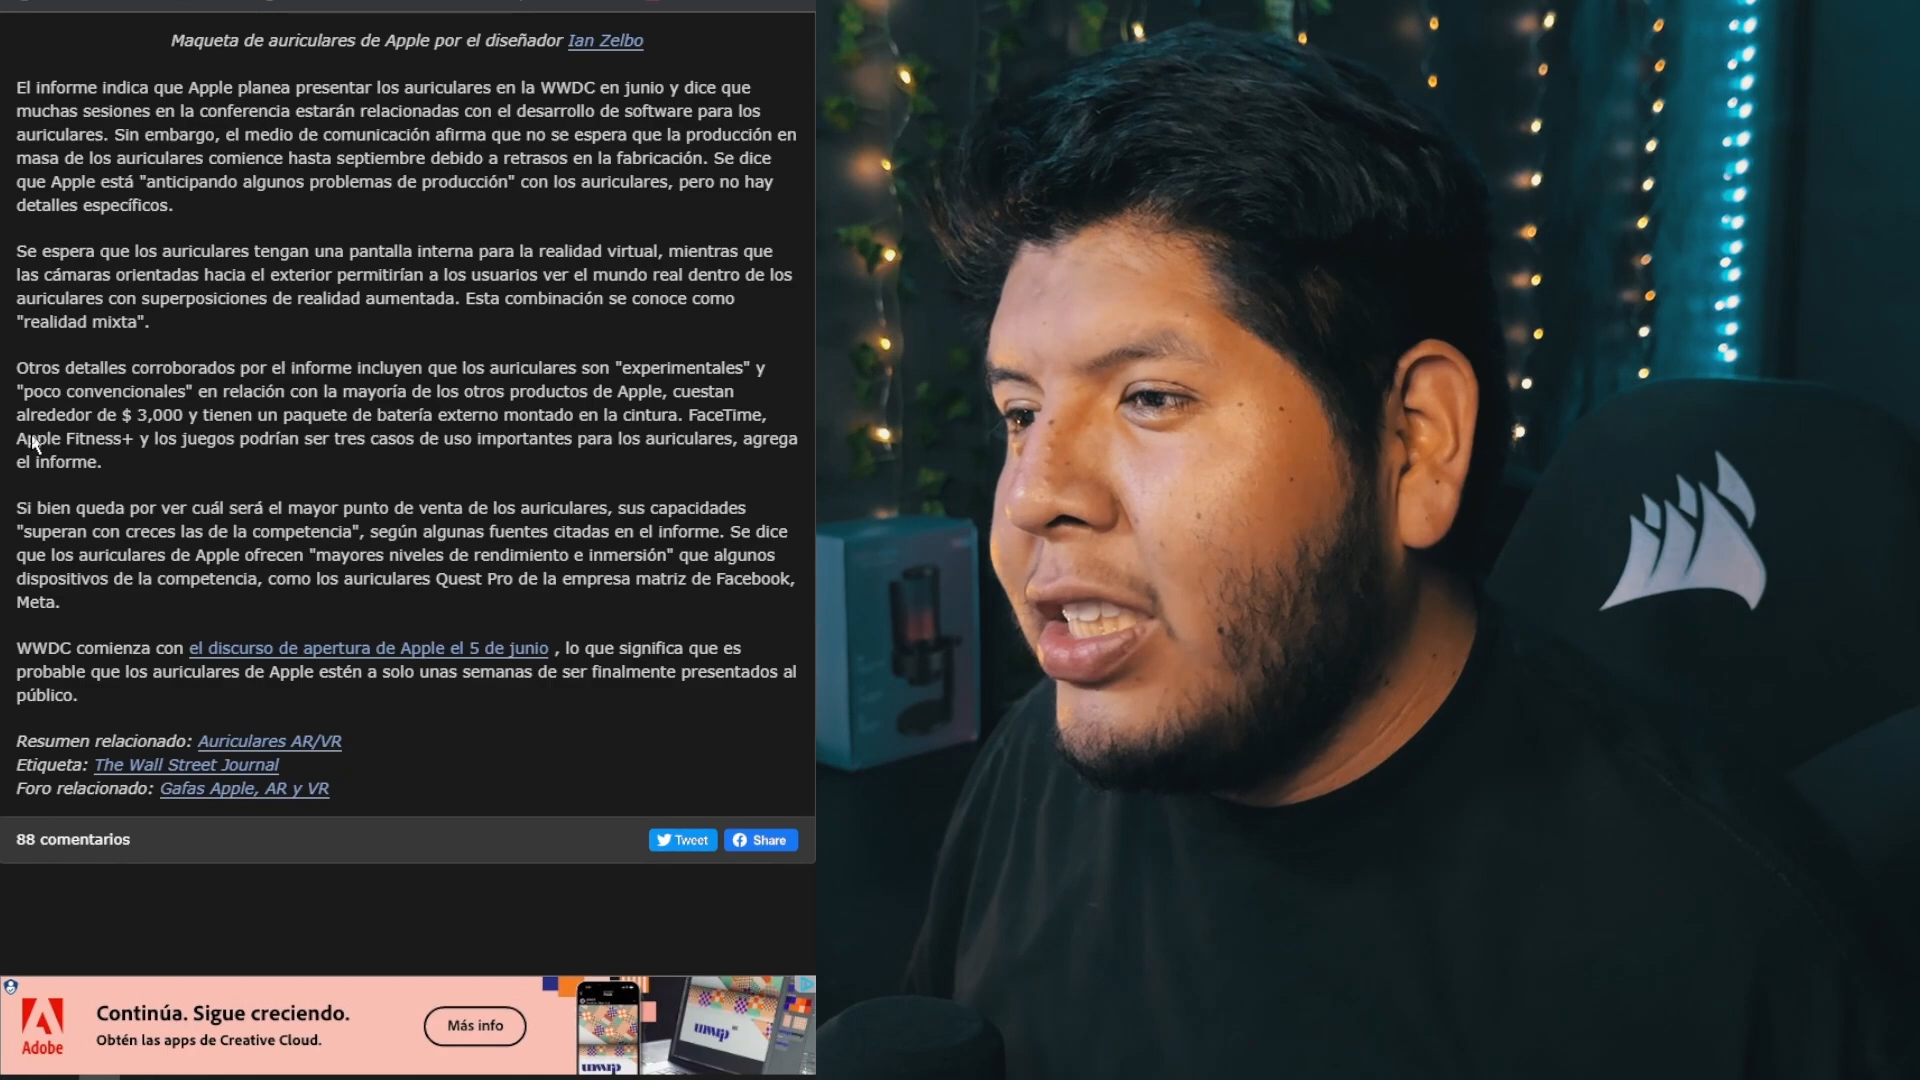 Maqueta de auriculares de Apple por el diseñador Ian Zelbo
El informe indica que Apple planea presentar los auriculares en la WWDC en junio y dice que
muchas sesiones en la conferencia estarán relacionadas con el desarrollo de software para los
auriculares. Sin embargo, el medio de comunicación afirma que no se espera que la producción en
masa de los auriculares comience hasta septiembre debido a retrasos en la fabricación. Se dice
que Apple está "anticipando algunos problemas de producción" con los auriculares, pero no hay
detalles específicos.
Se espera que los auriculares tengan una pantalla interna para la realidad virtual, mientras que
las cámaras orientadas hacia el exterior permitirían a los usuarios ver el mundo real dentro de los
auriculares con superposiciones de realidad aumentada. Esta combinación se conoce como
"realidad mixta".
Otros detalles corroborados por el informe incluyen que los auriculares son "experimentales" y
"poco convencionales" en relación con la mayoría de los otros productos de Apple, cuestan
alrededor de $ 3,000 y tienen un paquete de batería externo montado en la cintura. FaceTime,
Apple Fitness+ y los juegos podrían ser tres casos de uso importantes para los auriculares, agrega
el informe.
Si bien queda por ver cuál será el mayor punto de venta de los auriculares, sus capacidades
"superan con creces las de la competencia", según algunas fuentes citadas en el informe. Se dice
que los auriculares de Apple ofrecen "mayores niveles de rendimiento e inmersión" que algunos
dispositivos de la competencia, como los auriculares Quest Pro de la empresa matriz de Facebook,
Meta.
WWDC comienza con el discurso de apertura de Apple el 5 de junio , lo que significa que es
probable que los auriculares de Apple estén a solo unas semanas de ser finalmente presentados al
público.
Resumen relacionado: Auriculares AR/VR
Etiqueta: The Wall Street Journal
Foro relacionado: Gafas Apple, AR y VR
88 comentarios
Tweet
Share
Adobe
Continúa. Sigue creciendo.
Obtén las apps de Creative Cloud.
Más info